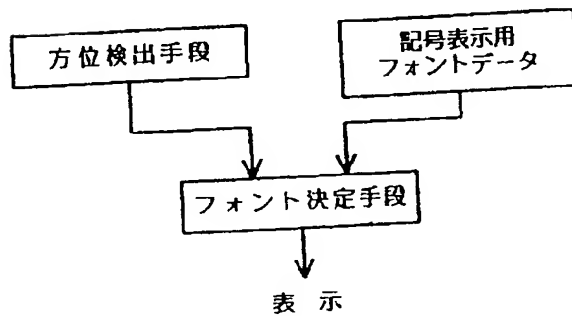 方位検出手段
記号表示用
フォントデータ
フォント決定手段
表示